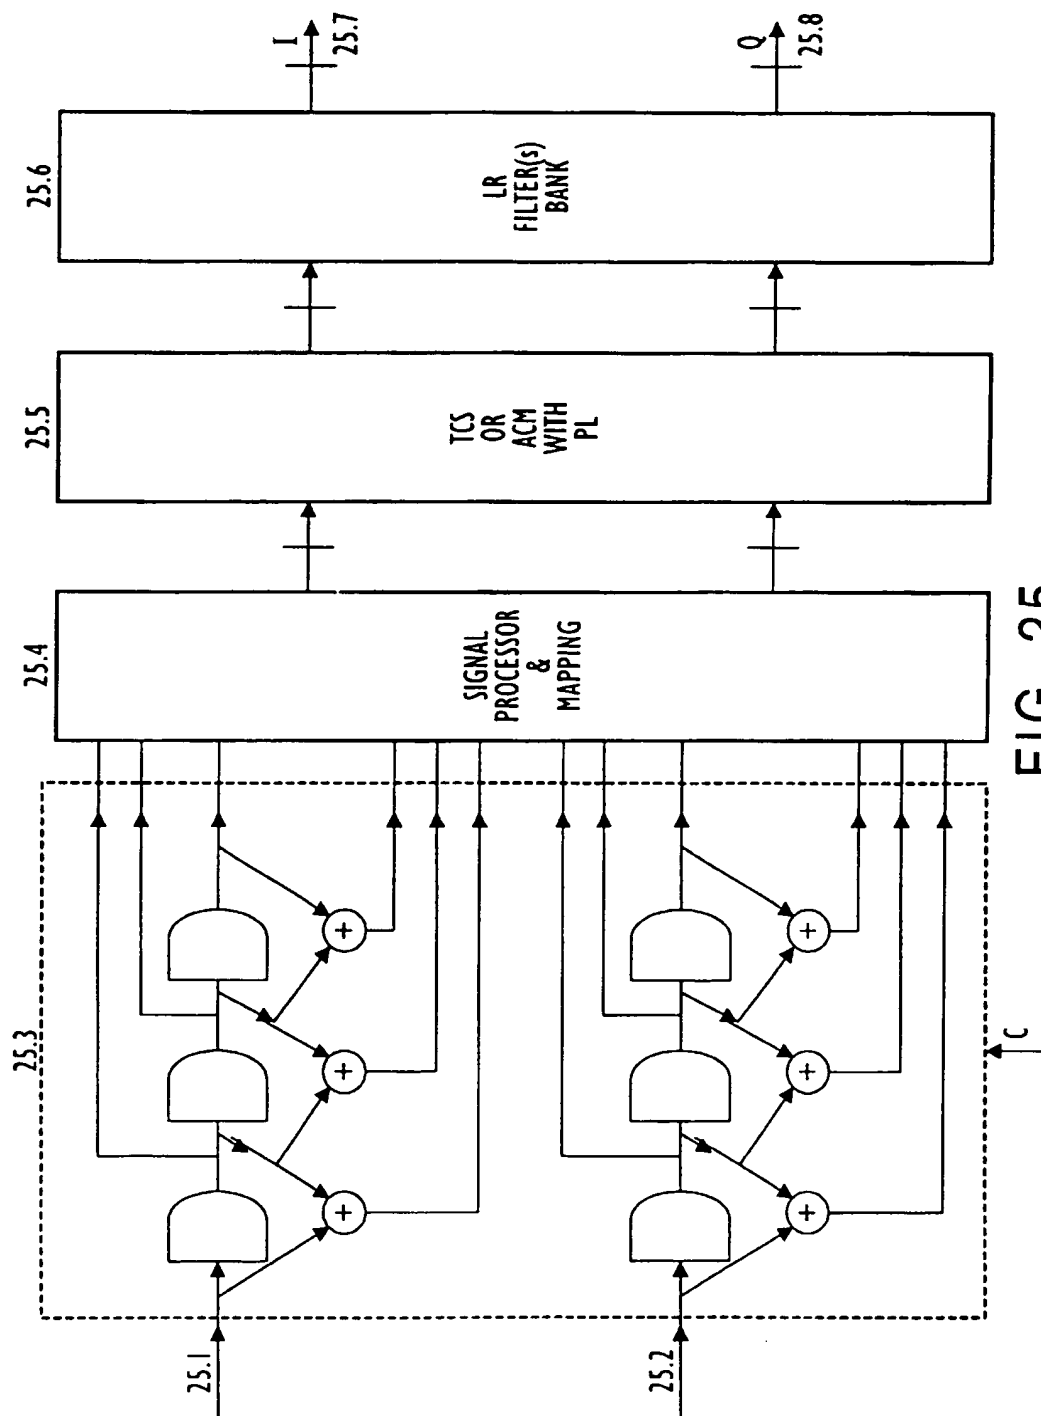 25.1
25.2
25.3
C
25.4
SIGNAL
PROCESSOR
&
MAPPING
25.5
TCS
OR
ACM
WITH
PL
25.6
LR
FILTER(s)
BANK
I
25.7
Q
25.8
+
+
+
+
+
+
FIG 25